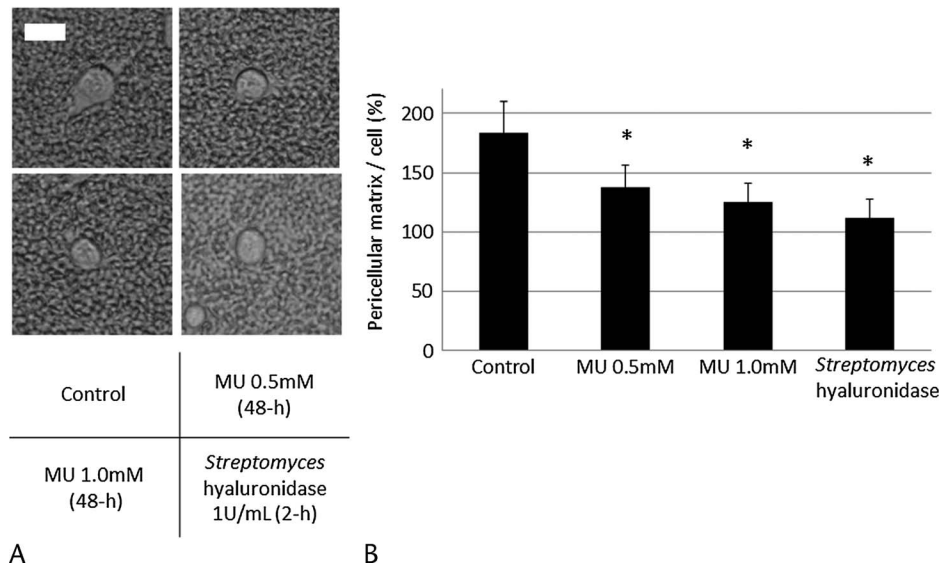 Control
MU 0.5mM
(48-h)
MU 1.0mM
(48-h)
Streptomyces
hyaluronidase
1U/mL (2-h)
A
Pericellular matrix / cell (%)
200
150
100
50
0
*
*
*
Control
MU 0.5mM
MU 1.0mM
Streptomyces
hyaluronidase
B